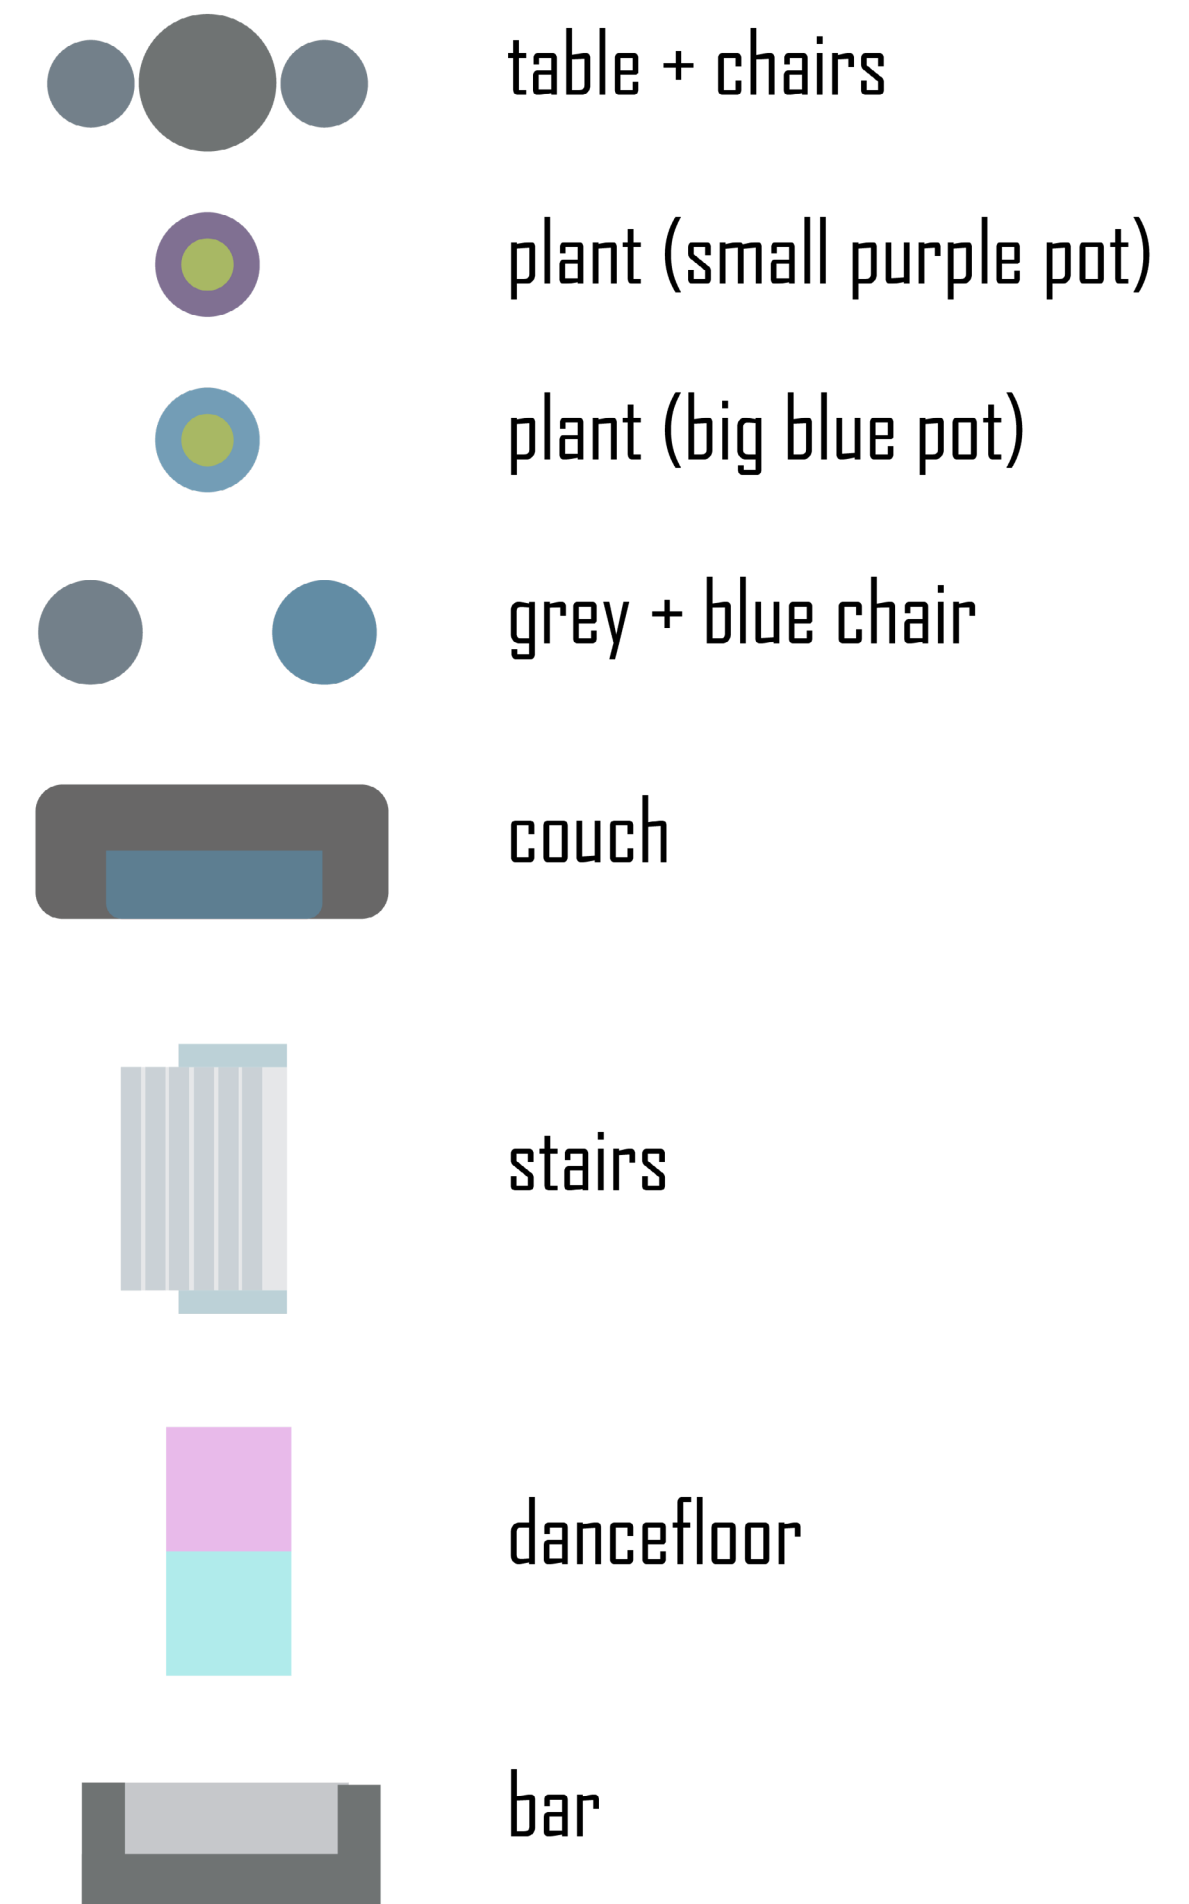 table + chairs
plant (small purple pot)
plant (big blue pot)
grey + blue chair
couch
stairs
dancefloor
bar